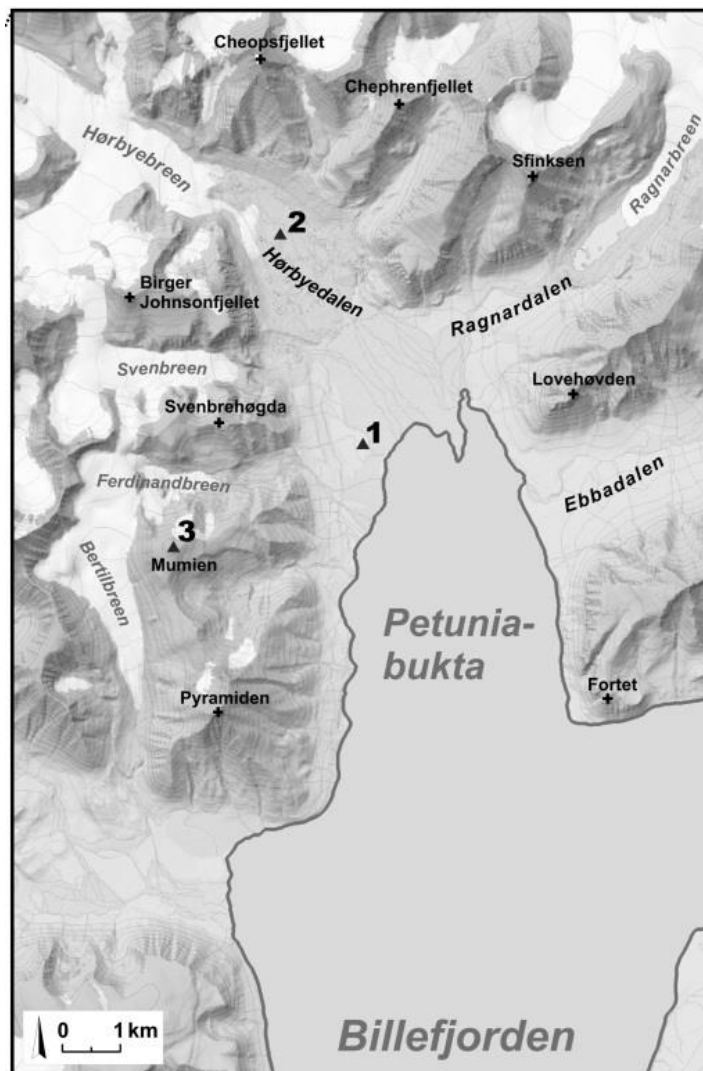 Cheopsfjellet
Chephrenfjellet
Hørbyebreen
Sfinksen
Ragnarbreen
2
Hørbyedalen
Birger
Johnsonfjellet
Ragnardalen
Svenbreen
Lovehøvden
Svenbrehøgda
1
Ferdinandbreen
Ebbadalen
3
Mumien
Bertilbreen
Petunia-
bukta
Pyramiden
Fortet
0 1 km
Billefjorden